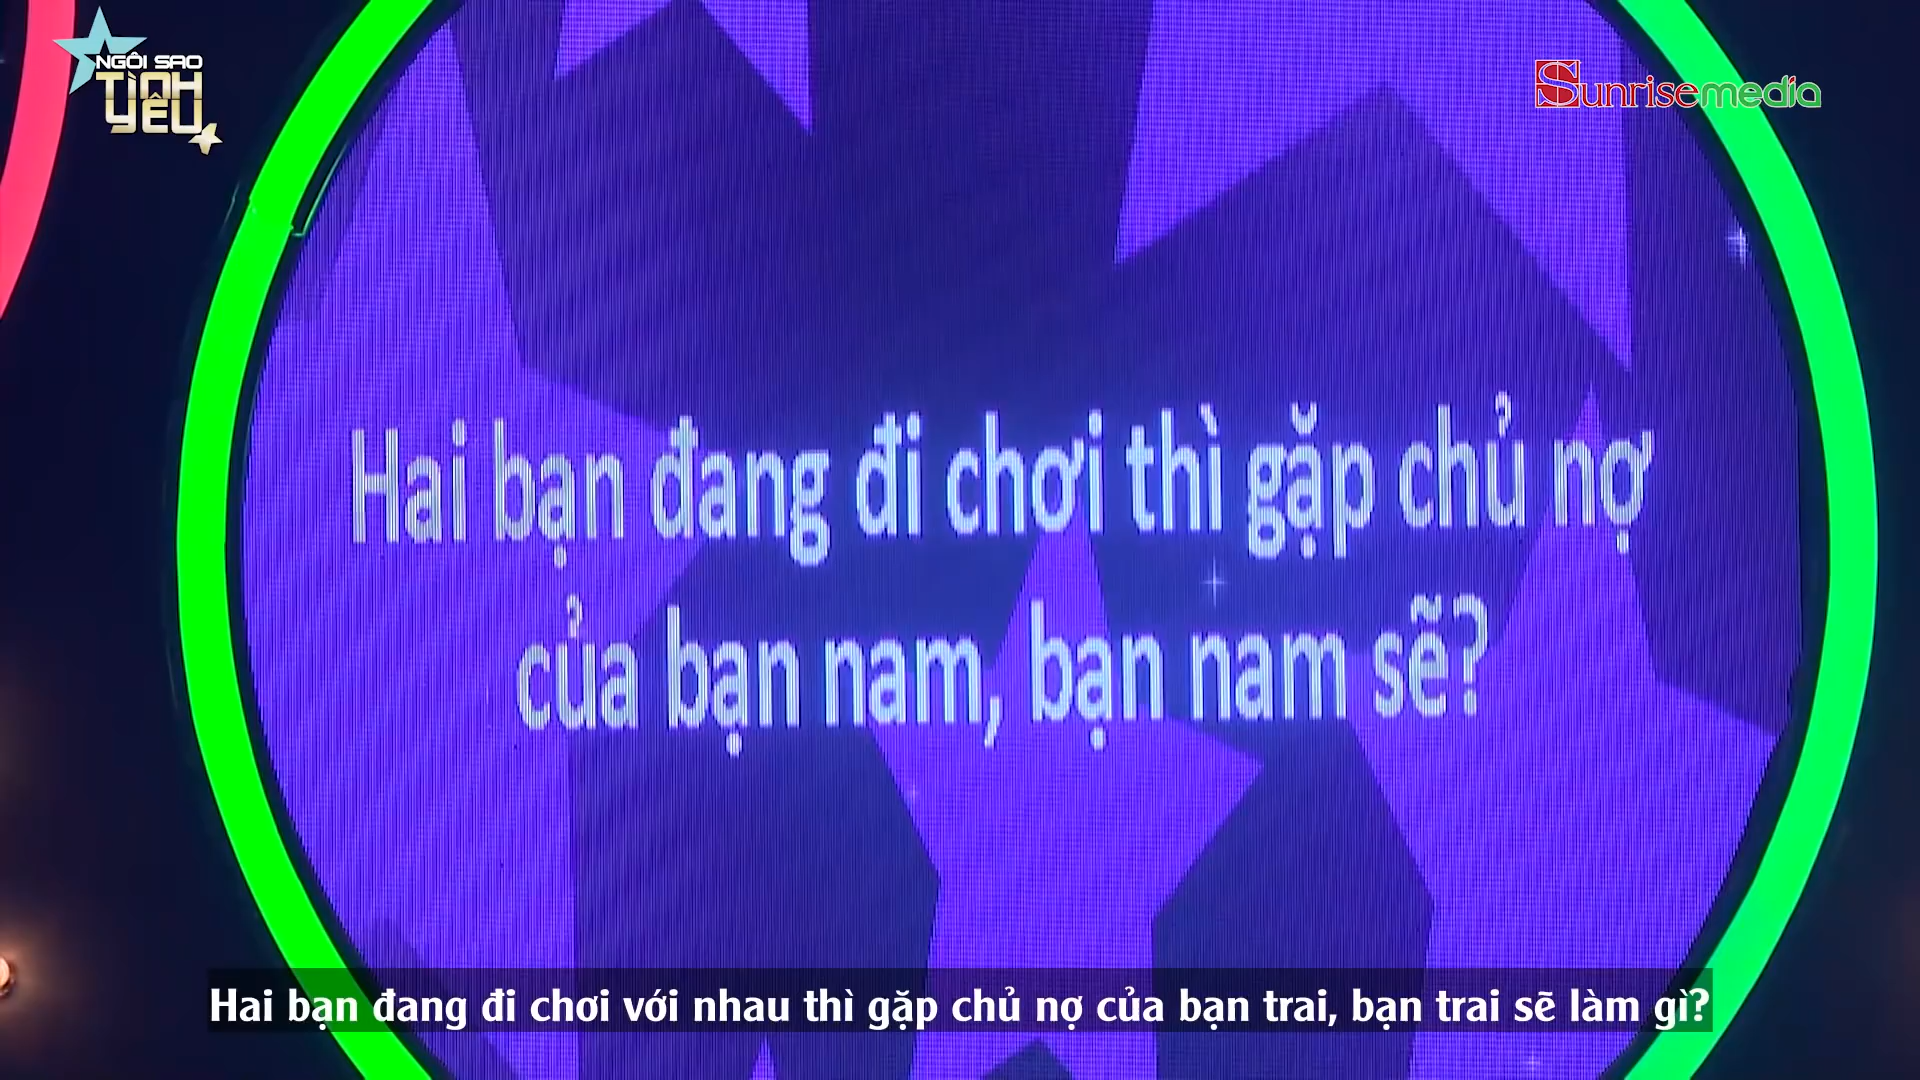 NGÔI SAO
TÌNH
YÊU
Sunrisemedia
Hai bạn đang đi chơi thì gặp chủ nợ
của bạn nam, bạn nam sẽ?
Hai bạn đang đi chơi với nhau thì gặp chủ nợ của bạn trai, bạn trai sẽ làm gì?